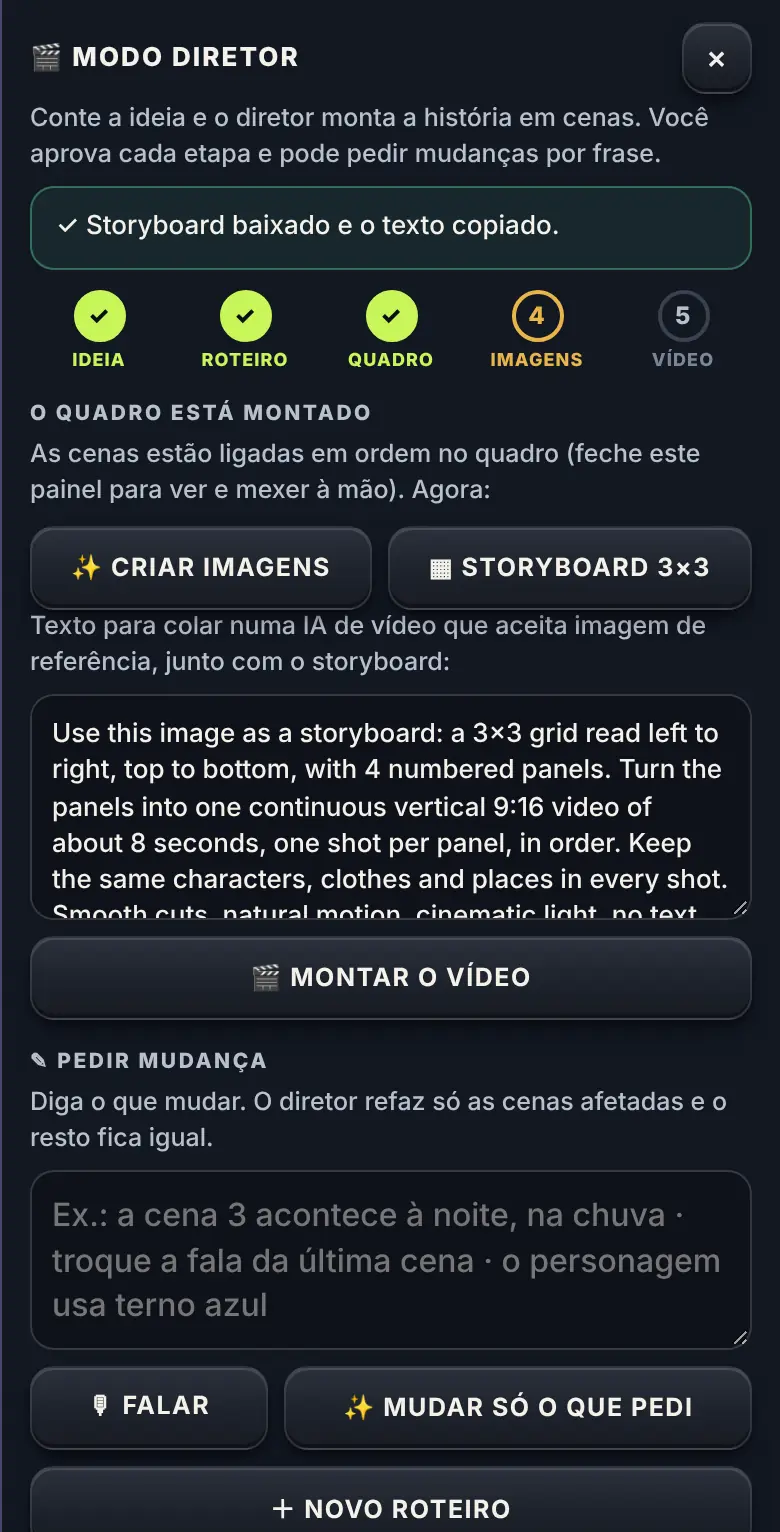 🎬 MODO DIRETOR
×
Conte a ideia e o diretor monta a história em cenas. Você
aprova cada etapa e pode pedir mudanças por frase.
✓ Storyboard baixado e o texto copiado.
✓ ✓ ✓ 4 5
IDEIA ROTEIRO QUADRO IMAGENS VÍDEO
O QUADRO ESTÁ MONTADO
As cenas estão ligadas em ordem no quadro (feche este
painel para ver e mexer à mão). Agora:
✨ CRIAR IMAGENS ▦ STORYBOARD 3×3
Texto para colar numa IA de vídeo que aceita imagem de
referência, junto com o storyboard:
Use this image as a storyboard: a 3×3 grid read left to
right, top to bottom, with 4 numbered panels. Turn the
panels into one continuous vertical 9:16 video of
about 8 seconds, one shot per panel, in order. Keep
the same characters, clothes and places in every shot.
Smooth cuts, natural motion, cinematic light, no text
🎬 MONTAR O VÍDEO
✎ PEDIR MUDANÇA
Diga o que mudar. O diretor refaz só as cenas afetadas e o
resto fica igual.
Ex.: a cena 3 acontece à noite, na chuva ·
troque a fala da última cena · o personagem
usa terno azul
🎙 FALAR ✨ MUDAR SÓ O QUE PEDI
+ NOVO ROTEIRO